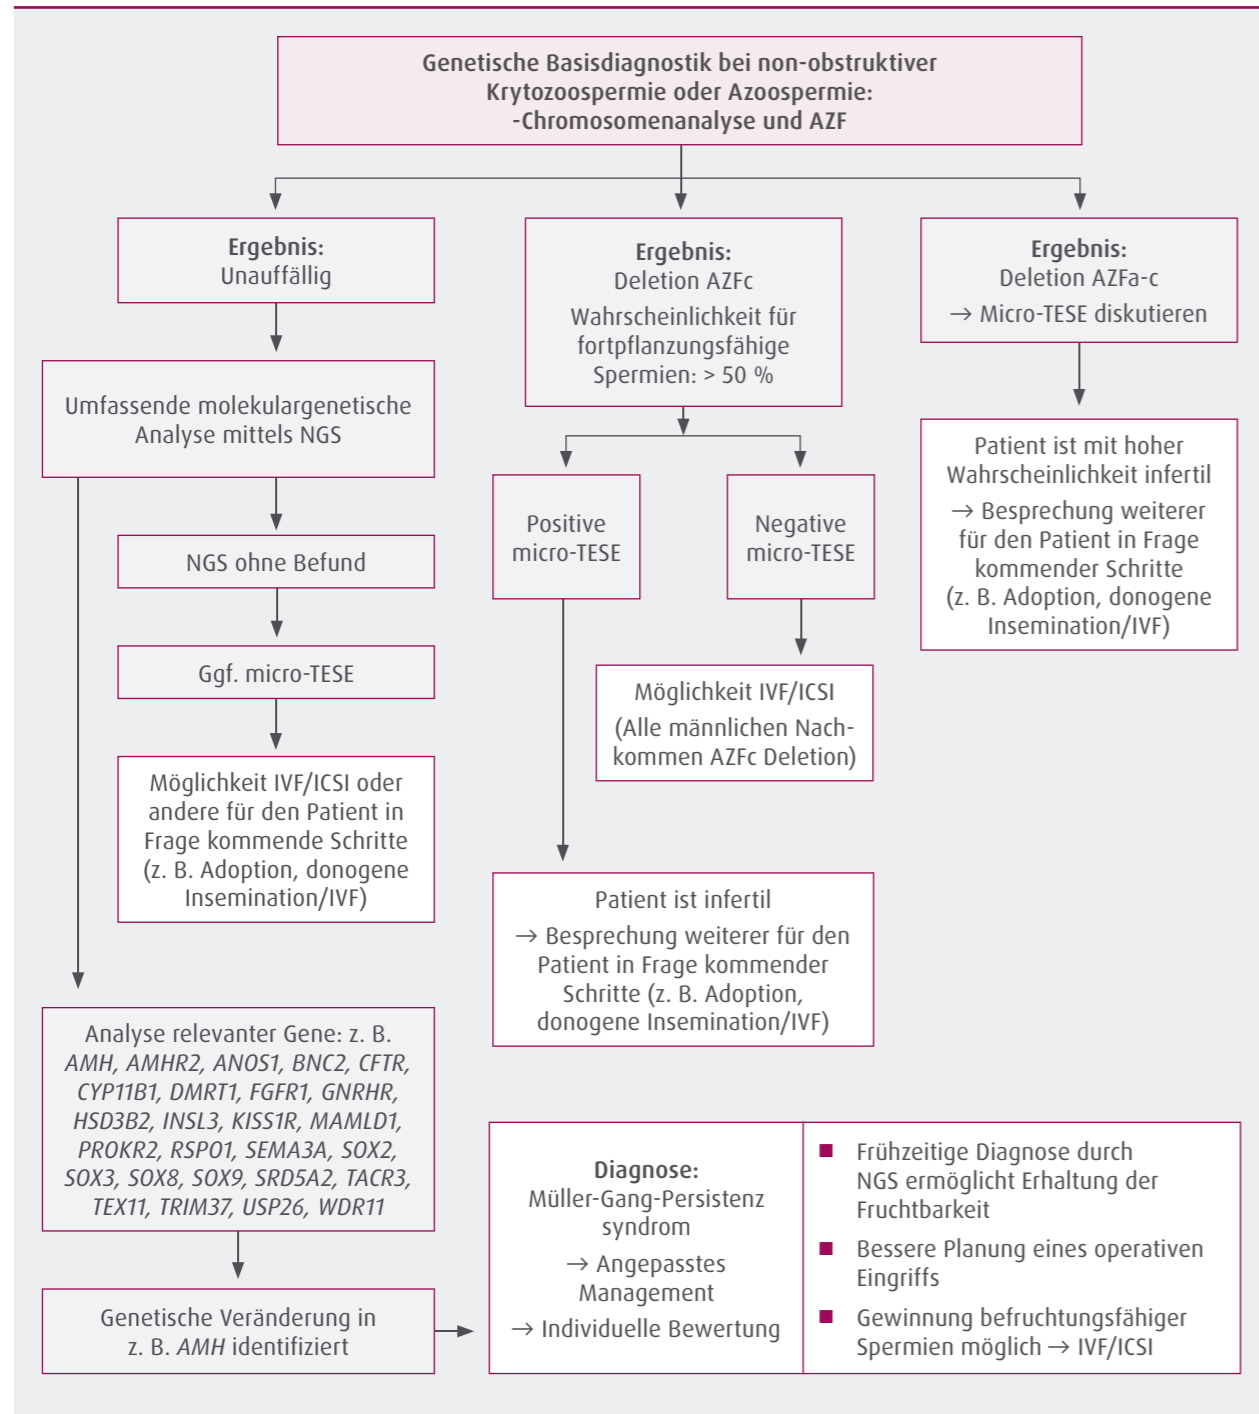 Genetische Basisdiagnostik bei non-obstruktiver
Krytozoospermie oder Azoospermie:
-Chromosomenanalyse und AZF
Ergebnis:
Unauffällig
Umfassende molekulargenetische
Analyse mittels NGS
NGS ohne Befund
Ggf. micro-TESE
Möglichkeit IVF/ICSI oder
andere für den Patient in
Frage kommende Schritte
(z. B. Adoption, donogene
Insemination/IVF)
Analyse relevanter Gene: z. B.
AMH, AMHR2, ANOS1, BNC2, CFTR,
CYP11B1, DMRT1, FGFR1, GNRHR,
HSD3B2, INSL3, KISS1R, MAMLD1,
PROKR2, RSPO1, SEMA3A, SOX2,
SOX3, SOX8, SOX9, SRD5A2, TACR3,
TEX11, TRIM37, USP26, WDR11
Genetische Veränderung in
z. B. AMH identifiziert
Ergebnis:
Deletion AZFc
Wahrscheinlichkeit für
fortpflanzungsfähige
Spermien: > 50 %
Positive
micro-TESE
Negative
micro-TESE
Möglichkeit IVF/ICSI
(Alle männlichen Nach-
kommen AZFc Deletion)
Patient ist infertil
→ Besprechung weiterer für den
Patient in Frage kommender
Schritte (z. B. Adoption,
donogene Insemination/IVF)
Ergebnis:
Deletion AZFa-c
→ Micro-TESE diskutieren
Patient ist mit hoher
Wahrscheinlichkeit infertil
→ Besprechung weiterer
für den Patient in Frage
kommender Schritte
(z. B. Adoption, donogene
Insemination/IVF)
Diagnose:
Müller-Gang-Persistenz
syndrom
→ Angepasstes
Management
→ Individuelle Bewertung
■ Frühzeitige Diagnose durch
NGS ermöglicht Erhaltung der
Fruchtbarkeit
■ Bessere Planung eines operativen
Eingriffs
■ Gewinnung befruchtungsfähiger
Spermien möglich → IVF/ICSI